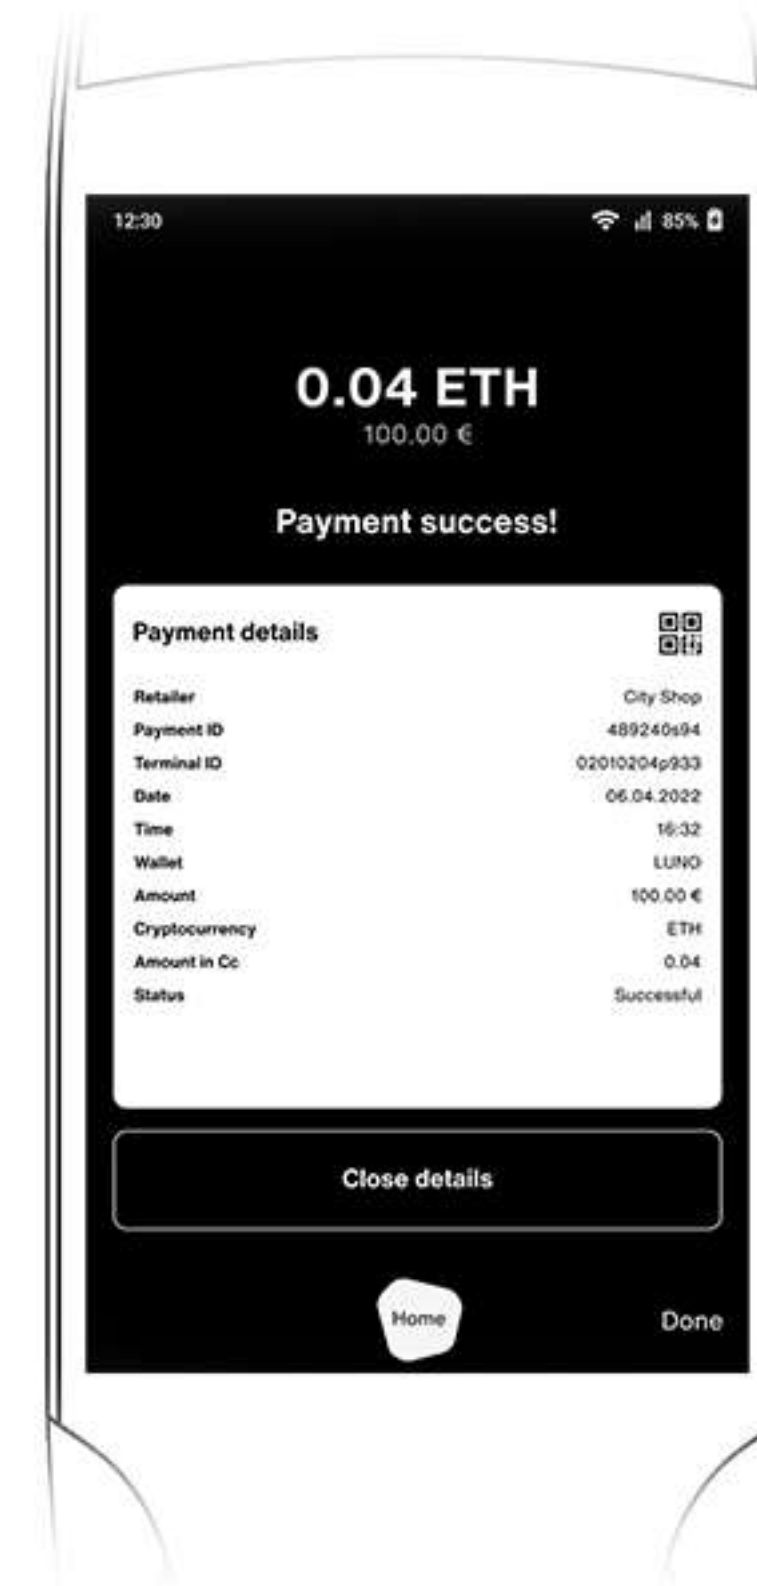 12:30 85%
0.04 ETH
100.00 €
Payment success!
Payment details
Retailer City Shop
Payment ID 489240s94
Terminal ID 02010204p933
Date 06.04.2022
Time 16:32
Wallet LUNO
Amount 100.00 €
Cryptocurrency ETH
Amount in Cc 0.04
Status Successful
Close details
Home Done